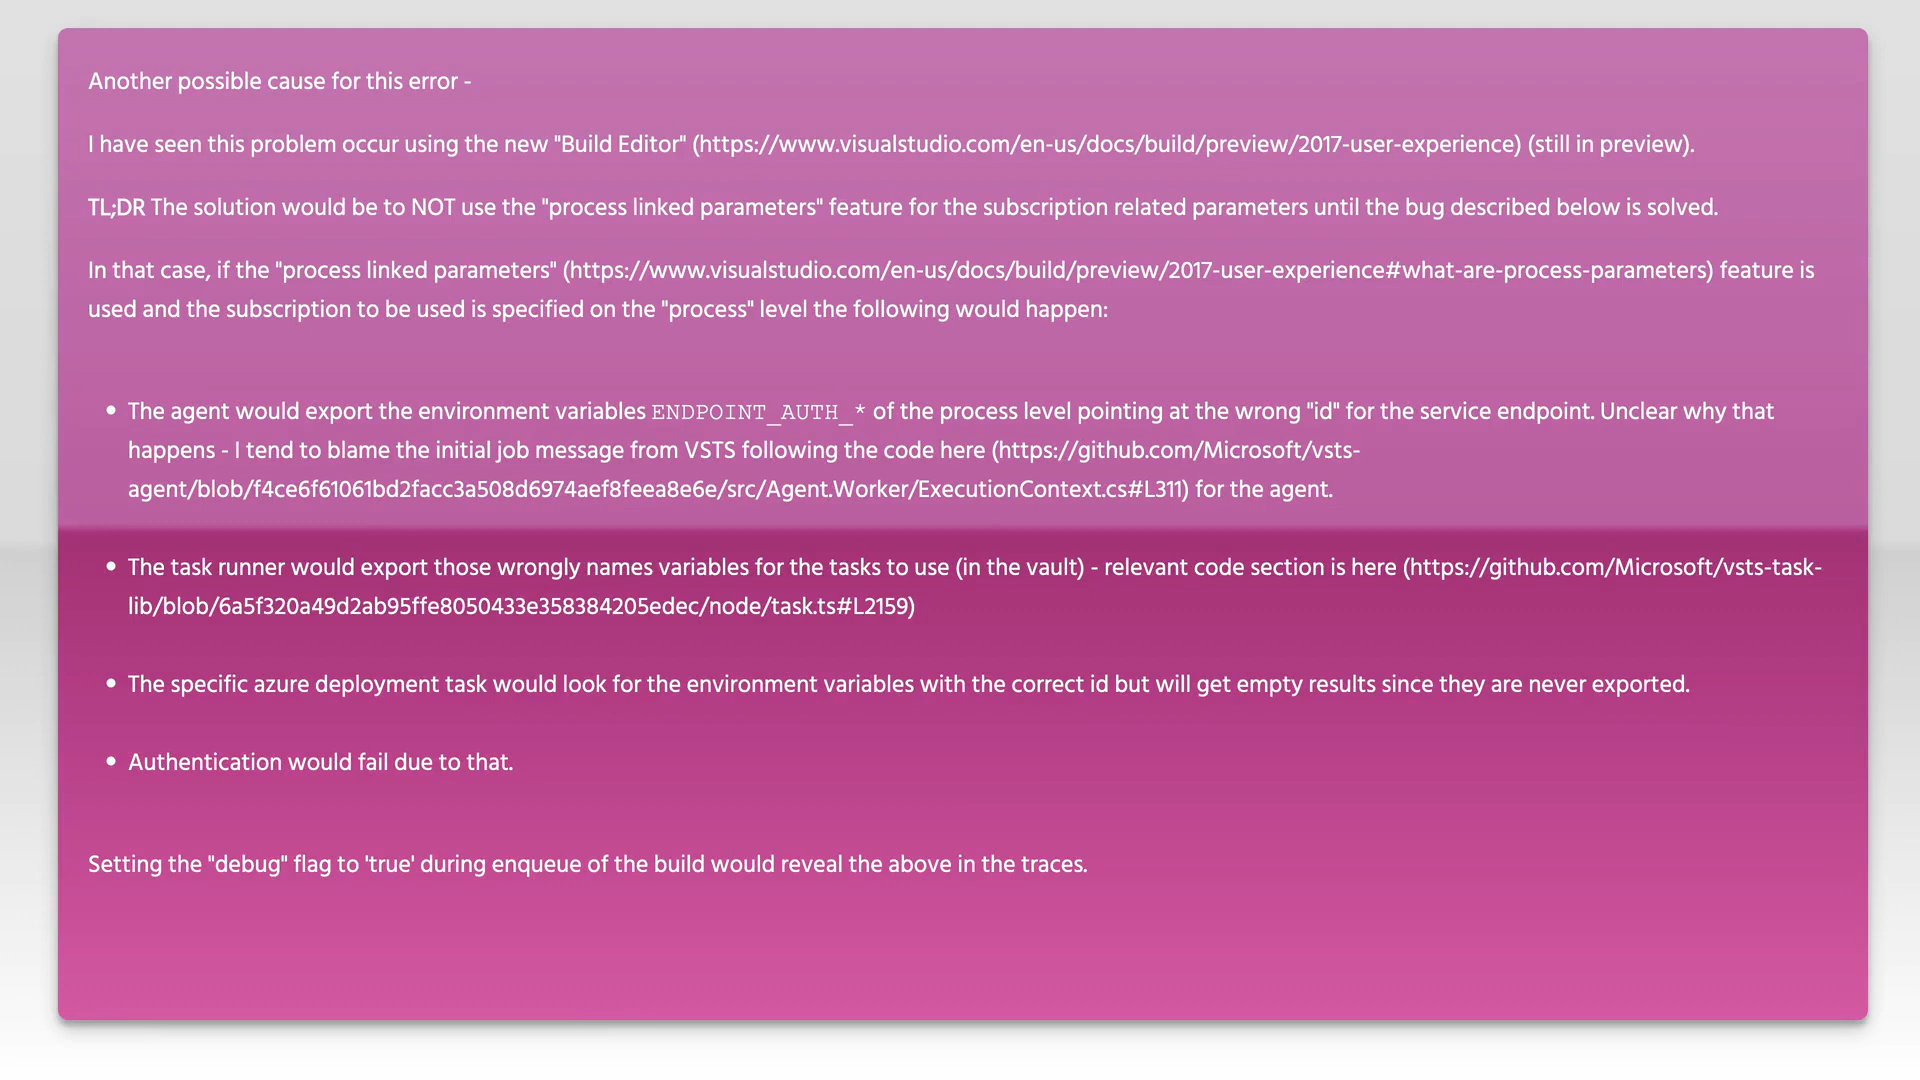 Another possible cause for this error -
I have seen this problem occur using the new "Build Editor" (https://www.visualstudio.com/en-us/docs/build/preview/2017-user-experience) (still in preview).
TL;DR The solution would be to NOT use the "process linked parameters" feature for the subscription related parameters until the bug described below is solved.
In that case, if the "process linked parameters" (https://www.visualstudio.com/en-us/docs/build/preview/2017-user-experience#what-are-process-parameters) feature is
used and the subscription to be used is specified on the "process" level the following would happen:
• The agent would export the environment variables ENDPOINT_AUTH_* of the process level pointing at the wrong "id" for the service endpoint. Unclear why that
happens - I tend to blame the initial job message from VSTS following the code here (https://github.com/Microsoft/vsts-
agent/blob/f4ce6f61061bd2facc3a508d6974aef8feea8e6e/src/Agent.Worker/ExecutionContext.cs#L311) for the agent.
• The task runner would export those wrongly names variables for the tasks to use (in the vault) - relevant code section is here (https://github.com/Microsoft/vsts-task-
lib/blob/6a5f320a49d2ab95ffe8050433e358384205edec/node/task.ts#L2159)
• The specific azure deployment task would look for the environment variables with the correct id but will get empty results since they are never exported.
• Authentication would fail due to that.
Setting the "debug" flag to 'true' during enqueue of the build would reveal the above in the traces.